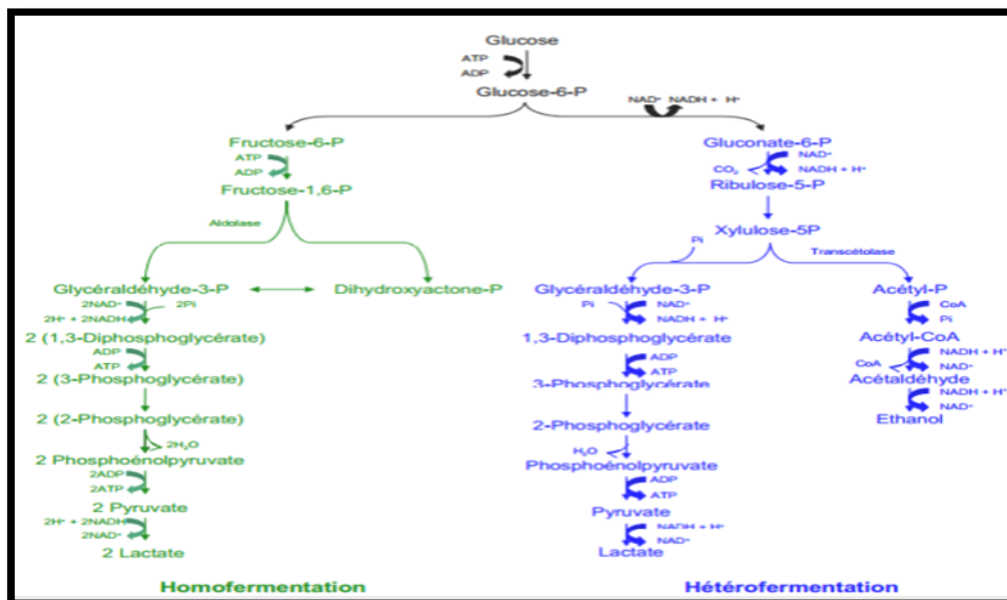 Glucose
ATP
ADP
Glucose-6-P
NAD⁺ NADH + H⁺
Fructose-6-P
ATP
ADP
Fructose-1,6-P
Aldolase
Glycéraldéhyde-3-P
Dihydroxyactone-P
2NAD⁺
2Pi
2H⁺ + 2NADH
2 (1,3-Diphosphoglycérate)
ADP
ATP
2 (3-Phosphoglycérate)
2 (2-Phosphoglycérate)
2H₂O
2 Phosphoénolpyruvate
2ADP
2ATP
2 Pyruvate
2H⁺ + 2NADH
2NAD⁺
2 Lactate
Homofermentation
Gluconate-6-P
NAD⁺
CO₂
NADH + H⁺
Ribulose-5-P
Xylulose-5P
Pi
Transcétolase
Glycéraldéhyde-3-P
Pi
NAD⁺
NADH + H⁺
1,3-Diphosphoglycérate
ADP
ATP
3-Phosphoglycérate
2-Phosphoglycérate
H₂O
Phosphoénolpyruvate
ADP
ATP
Pyruvate
NADH + H⁺
NAD⁺
Lactate
Acétyl-P
CoA
Pi
Acétyl-CoA
NADH + H⁺
CoA
NAD⁺
Acétaldéhyde
NADH + H⁺
NAD⁺
Ethanol
Hétérofermentation